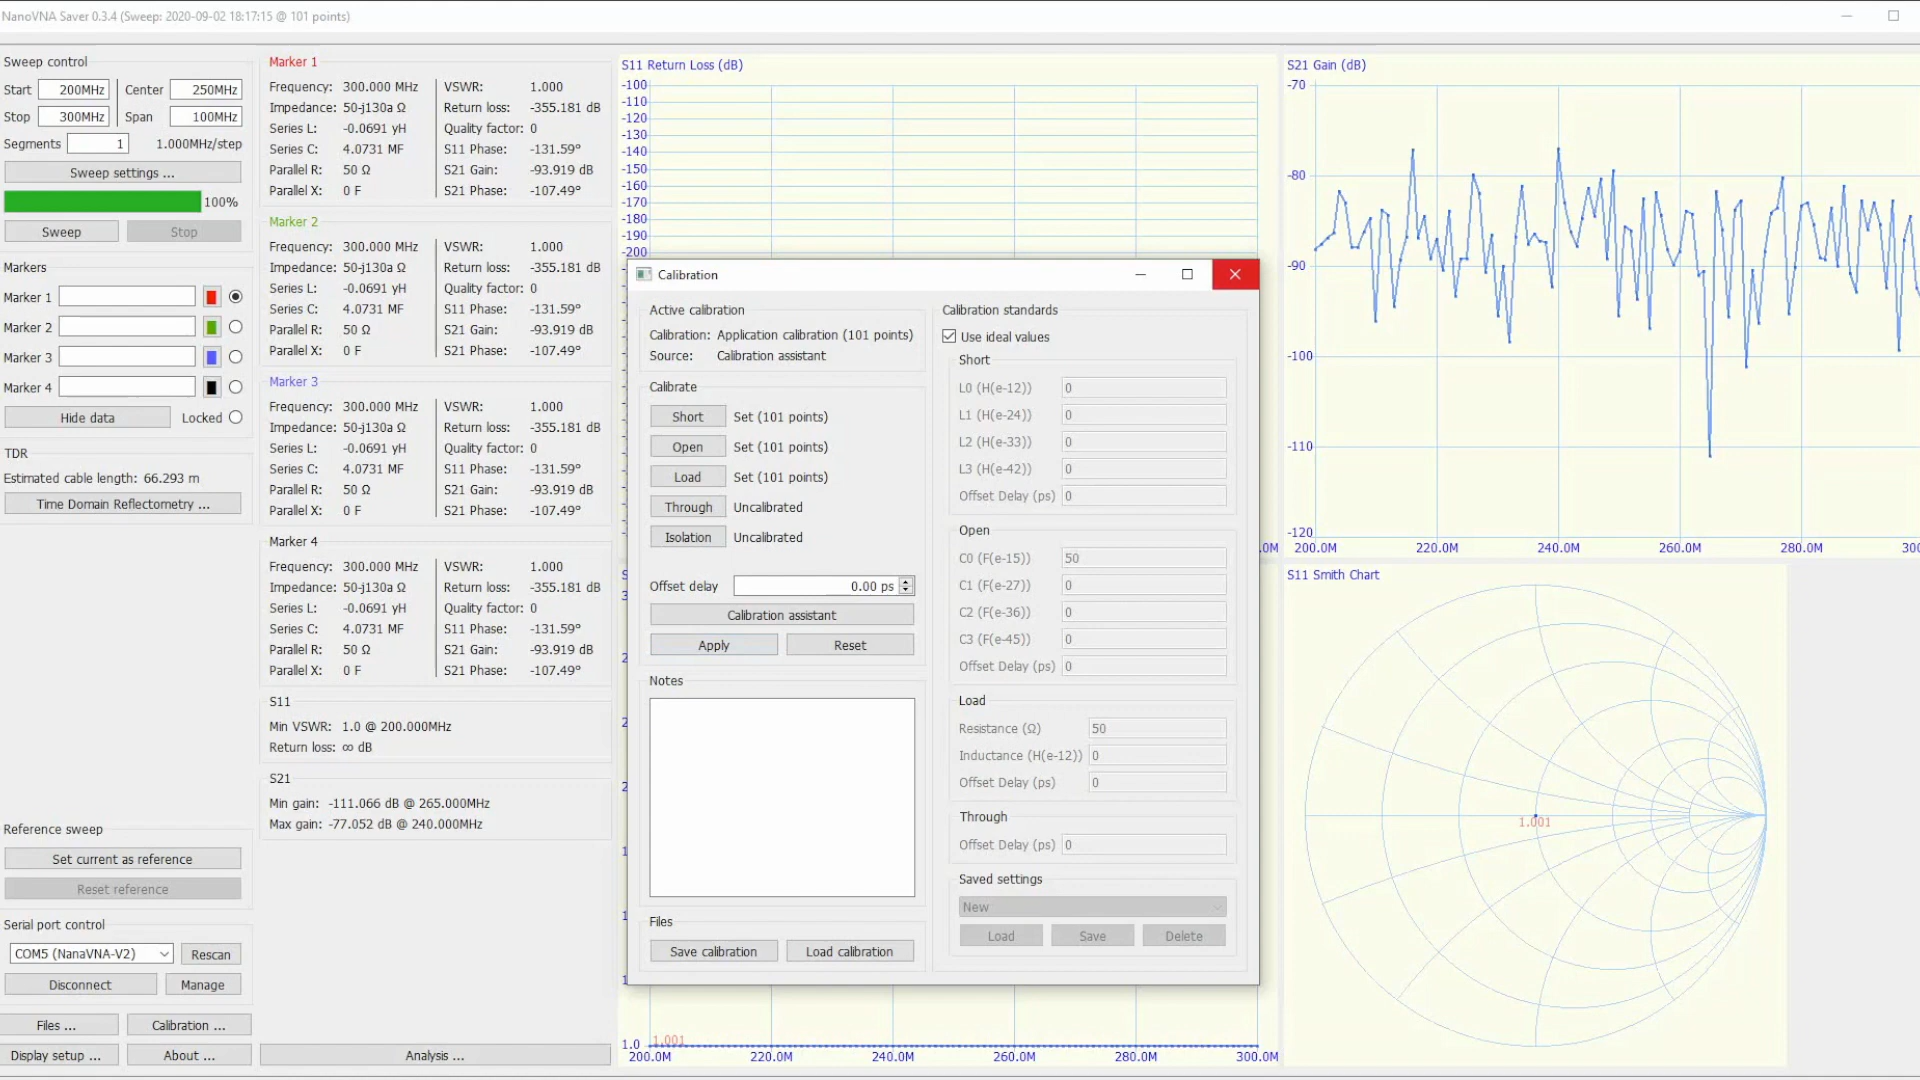 NanoVNA Saver 0.3.4 (Sweep: 2020-09-02 18:17:15 @ 101 points)
Sweep control
Start 200MHz Center 250MHz
Stop 300MHz Span 100MHz
Segments 1 1.000MHz/step
Sweep settings ...
100%
Sweep Stop
Markers
Marker 1
Marker 2
Marker 3
Marker 4
Hide data Locked
TDR
Estimated cable length: 66.293 m
Time Domain Reflectometry ...
Reference sweep
Set current as reference
Reset reference
Serial port control
COM5 (NanaVNA-V2) Rescan
Disconnect Manage
Files ... Calibration ...
Display setup ... About ...
Marker 1
Frequency: 300.000 MHz VSWR: 1.000
Impedance: 50-j130a Ω Return loss: -355.181 dB
Series L: -0.0691 yH Quality factor: 0
Series C: 4.0731 MF S11 Phase: -131.59°
Parallel R: 50 Ω S21 Gain: -93.919 dB
Parallel X: 0 F S21 Phase: -107.49°
Marker 2
Frequency: 300.000 MHz VSWR: 1.000
Impedance: 50-j130a Ω Return loss: -355.181 dB
Series L: -0.0691 yH Quality factor: 0
Series C: 4.0731 MF S11 Phase: -131.59°
Parallel R: 50 Ω S21 Gain: -93.919 dB
Parallel X: 0 F S21 Phase: -107.49°
Marker 3
Frequency: 300.000 MHz VSWR: 1.000
Impedance: 50-j130a Ω Return loss: -355.181 dB
Series L: -0.0691 yH Quality factor: 0
Series C: 4.0731 MF S11 Phase: -131.59°
Parallel R: 50 Ω S21 Gain: -93.919 dB
Parallel X: 0 F S21 Phase: -107.49°
Marker 4
Frequency: 300.000 MHz VSWR: 1.000
Impedance: 50-j130a Ω Return loss: -355.181 dB
Series L: -0.0691 yH Quality factor: 0
Series C: 4.0731 MF S11 Phase: -131.59°
Parallel R: 50 Ω S21 Gain: -93.919 dB
Parallel X: 0 F S21 Phase: -107.49°
S11
Min VSWR: 1.0 @ 200.000MHz
Return loss: ∞ dB
S21
Min gain: -111.066 dB @ 265.000MHz
Max gain: -77.052 dB @ 240.000MHz
Analysis ...
S11 Return Loss (dB)
-100
-110
-120
-130
-140
-150
-160
-170
-180
-190
-200
Calibration
Active calibration
Calibration: Application calibration (101 points)
Source: Calibration assistant
Calibrate
Short Set (101 points)
Open Set (101 points)
Load Set (101 points)
Through Uncalibrated
Isolation Uncalibrated
Offset delay 0.00 ps
Calibration assistant
Apply Reset
Notes
Files
Save calibration Load calibration
Calibration standards
Use ideal values
Short
L0 (H(e-12)) 0
L1 (H(e-24)) 0
L2 (H(e-33)) 0
L3 (H(e-42)) 0
Offset Delay (ps) 0
Open
C0 (F(e-15)) 50
C1 (F(e-27)) 0
C2 (F(e-36)) 0
C3 (F(e-45)) 0
Offset Delay (ps) 0
Load
Resistance (Ω) 50
Inductance (H(e-12)) 0
Offset Delay (ps) 0
Through
Offset Delay (ps) 0
Saved settings
New
Load Save Delete
1.0 1.001
200.0M 220.0M 240.0M 260.0M 280.0M 300.0M
S21 Gain (dB)
-70
-80
-90
-100
-110
-120
.0M 200.0M 220.0M 240.0M 260.0M 280.0M 300
S11 Smith Chart
1.001